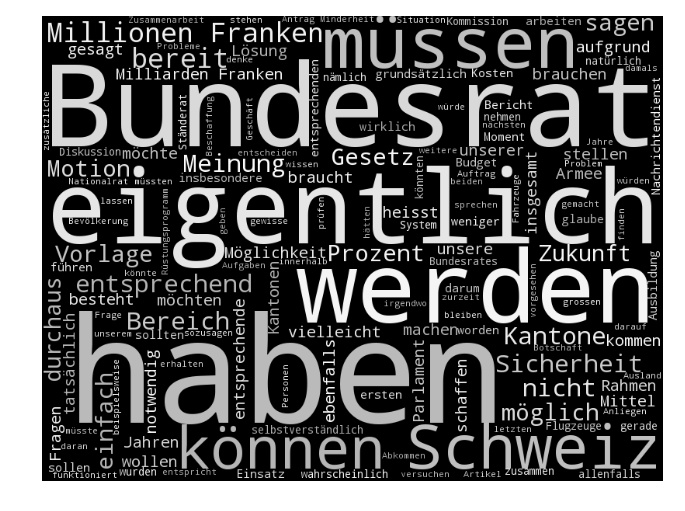 Zusammenarbeit stehen Antrag Minderheit Situation Kommission arbeiten sagen
Millionen Franken müssen aufgrund
gesagt Probleme bereit denke Lösung natürlich
Milliarden Franken nämlich grundsätzlich Kosten brauchen damals
zusätzliche Bundesrat
Ständerat Beschaffung Geschäft entsprechenden
wirklich würde Bericht nehmen nächsten
Diskussion möchte entscheiden Moment Jahre Nachrichtendienst
Motion Meinung wissen Gesetz könnten weitere unserer Problem stellen
Nationalrat müssten insbesondere braucht Budget Auftrag Armee würden
eigentlich
lassen beiden sprechen Fahrzeuge insgesamt gemacht
Bevölkerung Rüstungsprogramm geben gewisse prüfen hätten heisst System weniger glaube finden
Vorlage Möglichkeit Prozent unsere Zukunft
führen Aufgaben innerhalb Bundesrates
könnte werden darum zurzeit vorgesehen grossen Ausbildung
entsprechend Kantonen irgendwo
durchaus besteht möchten bleiben darauf
tatsächlich Frage Bereich entsprechende vielleicht machen worden Kantone kommen
unserem sollten sozusagen Botschaft
haben
einfach beispielsweise notwendig erhalten ebenfalls Parlament schaffen Sicherheit
Personen ersten nicht Rahmen Ausland
möglich Mittel Anliegen
Fragen müsste selbstverständlich letzten Flugzeuge gerade
daran Jahren können Schweiz
sollen wollen Abkommen
funktioniert wurden entspricht Einsatz wahrscheinlich versuchen Artikel zusammen allenfalls